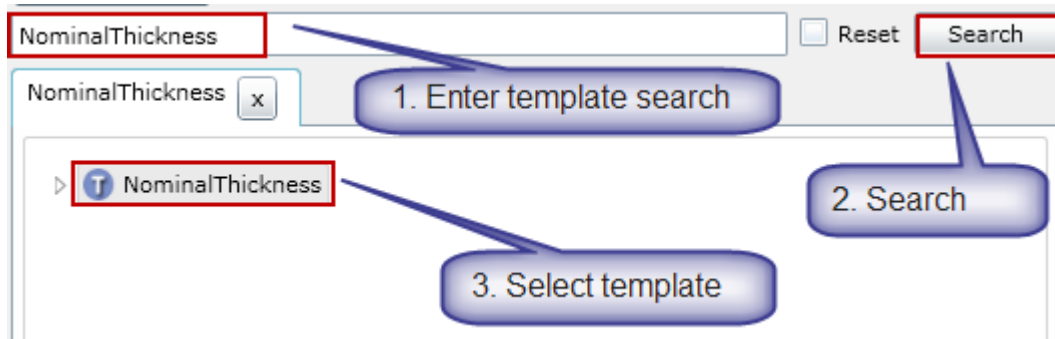 NominalThickness Reset Search
NominalThickness x
1. Enter template search
T NominalThickness
2. Search
3. Select template